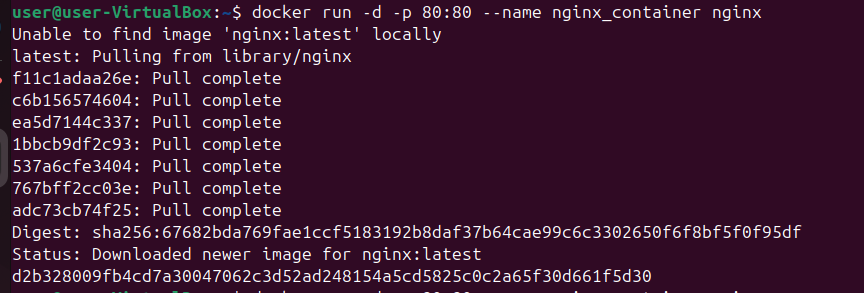 user@user-VirtualBox:~$ docker run -d -p 80:80 --name nginx_container nginx
Unable to find image 'nginx:latest' locally
latest: Pulling from library/nginx
f11c1adaa26e: Pull complete
c6b156574604: Pull complete
ea5d7144c337: Pull complete
1bbcb9df2c93: Pull complete
537a6cfe3404: Pull complete
767bff2cc03e: Pull complete
adc73cb74f25: Pull complete
Digest: sha256:67682bda769fae1ccf5183192b8daf37b64cae99c6c3302650f6f8bf5f0f95df
Status: Downloaded newer image for nginx:latest
d2b328009fb4cd7a30047062c3d52ad248154a5cd5825c0c2a65f30d661f5d30